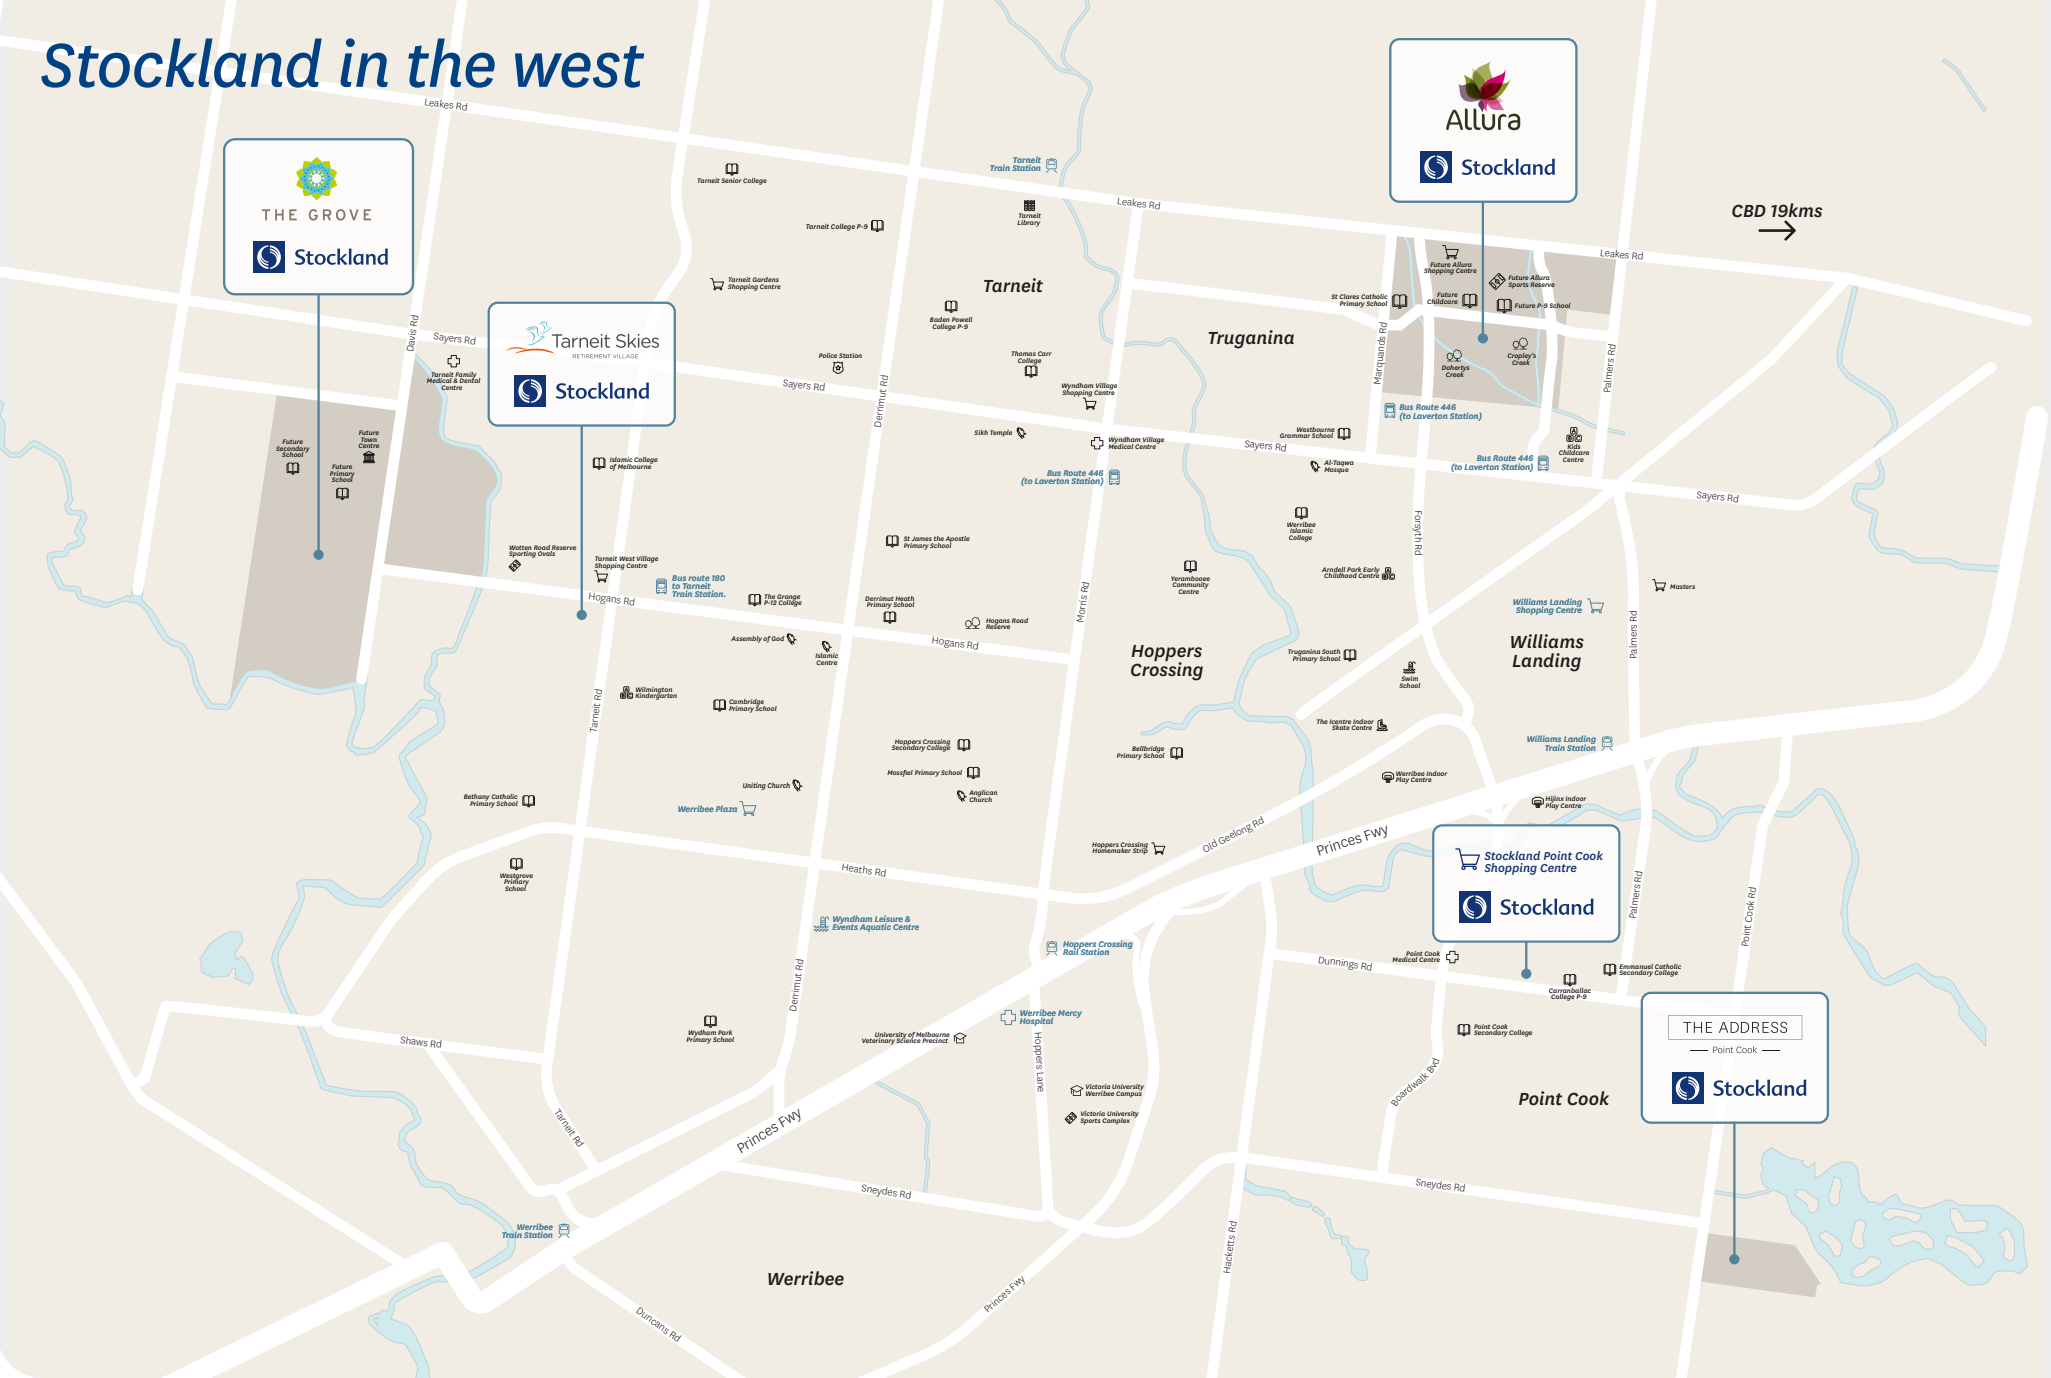 Stockland in the west
Leakes Rd
THE GROVE
Stockland
Allura
Stockland
CBD 19kms
Tarneit Senior College
Tarneit
Train Station
Tarneit
Library
Leakes Rd
Tarneit College P-9
Leakes Rd
Future Allura
Shopping Centre
Future Allura
Sports Reserve
Tarneit Gardens
Shopping Centre
Tarneit
St Clares Catholic
Primary School
Future
Childcare
Future P-9 School
Baden Powell
College P-9
Truganina
Davis Rd
Sayers Rd
Tarneit Skies
RETIREMENT VILLAGE
Stockland
Tarneit Family
Medical & Dental
Centre
Police Station
Sayers Rd
Derrimut Rd
Thomas Carr
College
Wyndham Village
Shopping Centre
Marquands Rd
Dohertys
Creek
Cropley's
Creek
Palmers Rd
Bus Route 446
(to Laverton Station)
Future
Secondary
School
Future
Town
Centre
Future
Primary
School
Sikh Temple
Wyndham Village
Medical Centre
Westbourne
Grammar School
Sayers Rd
Kids
Childcare
Centre
Islamic College
of Melbourne
Bus Route 446
(to Laverton Station)
Al-Taqwa
Mosque
Bus Route 446
(to Laverton Station)
Sayers Rd
Werribee
Islamic
College
Forsyth Rd
St James the Apostle
Primary School
Wotten Road Reserve
Sporting Ovals
Tarneit West Village
Shopping Centre
Bus route 180
to Tarneit
Train Station.
Hogans Rd
The Grange
P-12 College
Derrimut Heath
Primary School
Hogans Road
Reserve
Morris Rd
Yerambooee
Community
Centre
Arndell Park Early
Childhood Centre
Masters
Williams Landing
Shopping Centre
Assembly of God
Islamic
Centre
Hogans Rd
Hoppers
Crossing
Truganina South
Primary School
Swim
School
Williams
Landing
Palmers Rd
Tarneit Rd
Wilmington
Kindergarten
Cambridge
Primary School
The Icentre Indoor
Skate Centre
Hoppers Crossing
Secondary College
Bellbridge
Primary School
Williams Landing
Train Station
Mossfiel Primary School
Werribee Indoor
Play Centre
Uniting Church
Anglican
Church
Bethany Catholic
Primary School
Werribee Plaza
Hijinx Indoor
Play Centre
Old Geelong Rd
Princes Fwy
Hoppers Crossing
Homemaker Strip
Stockland Point Cook
Shopping Centre
Stockland
Westgrove
Primary
School
Heaths Rd
Palmers Rd
Point Cook Rd
Wyndham Leisure &
Events Aquatic Centre
Hoppers Crossing
Rail Station
Dunnings Rd
Point Cook
Medical Centre
Carranballac
College P-9
Emmanuel Catholic
Secondary College
Derrimut Rd
Werribee Mercy
Hospital
Wydham Park
Primary School
University of Melbourne
Veterinary Science Precinct
Point Cook
Secondary College
THE ADDRESS
Point Cook
Stockland
Shaws Rd
Hoppers Lane
Victoria University
Werribee Campus
Victoria University
Sports Complex
Boardwalk Bvd
Point Cook
Tarneit Rd
Princes Fwy
Sneydes Rd
Sneydes Rd
Werribee
Train Station
Hacketts Rd
Werribee
Princes Fwy
Duncans Rd